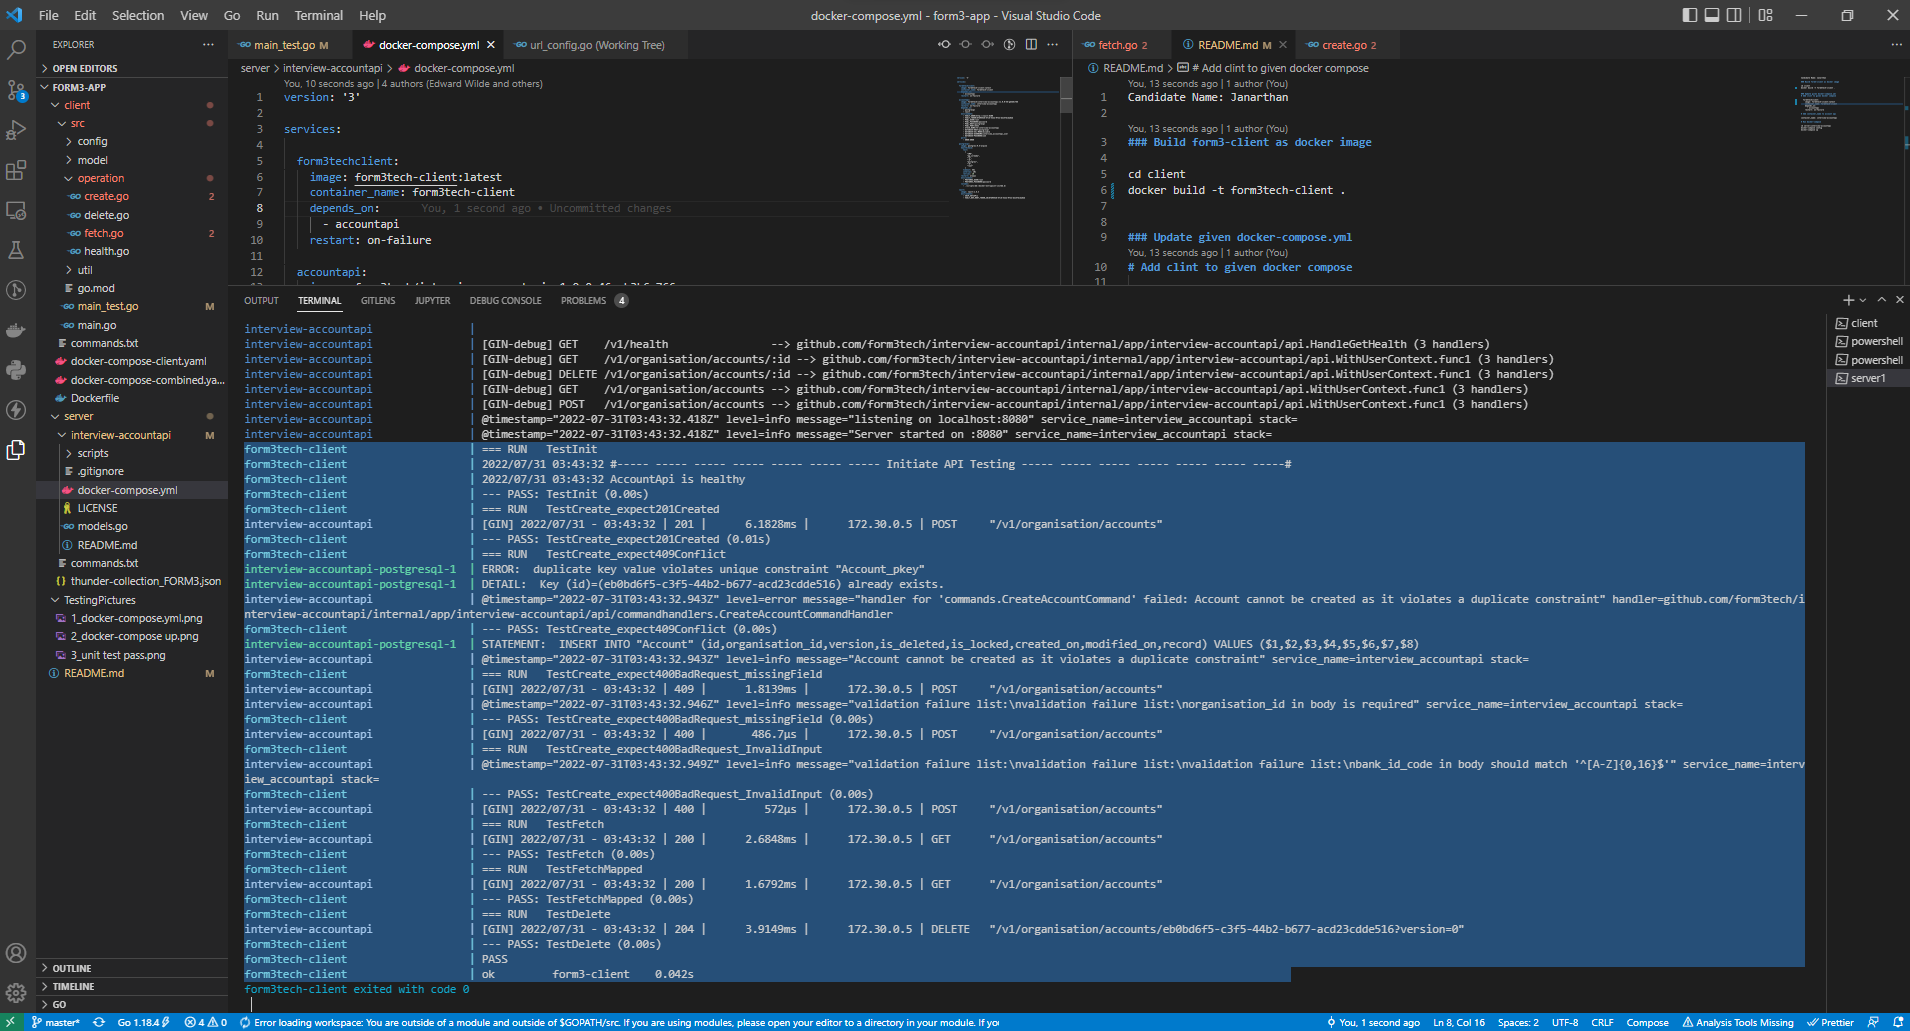 File Edit Selection View Go Run Terminal Help
docker-compose.yml - form3-app - Visual Studio Code
EXPLORER
OPEN EDITORS
FORM3-APP
client
src
config
model
operation
create.go 2
delete.go
fetch.go 2
health.go
util
go.mod
main_test.go M
main.go
commands.txt
docker-compose-client.yaml
docker-compose-combined.ya...
Dockerfile
server
interview-accountapi M
scripts
.gitignore
docker-compose.yml
LICENSE
models.go
README.md
commands.txt
thunder-collection_FORM3.json
TestingPictures
1_docker-compose.yml.png
2_docker-compose up.png
3_unit test pass.png
README.md M
OUTLINE
TIMELINE
GO
main_test.go M docker-compose.yml url_config.go (Working Tree)
server > interview-accountapi > docker-compose.yml
You, 10 seconds ago | 4 authors (Edward Wilde and others)
1 version: '3'
2
3 services:
4
5 form3techclient:
6 image: form3tech-client:latest
7 container_name: form3tech-client
8 depends_on: You, 1 second ago • Uncommitted changes
9 - accountapi
10 restart: on-failure
11
12 accountapi:
fetch.go 2 README.md M create.go 2
README.md > # Add clint to given docker compose
You, 13 seconds ago | 1 author (You)
1 Candidate Name: Janarthan
2
You, 13 seconds ago | 1 author (You)
3 ### Build form3-client as docker image
4
5 cd client
6 docker build -t form3tech-client .
7
8
9 ### Update given docker-compose.yml
You, 13 seconds ago | 1 author (You)
10 # Add clint to given docker compose
11
OUTPUT TERMINAL GITLENS JUPYTER DEBUG CONSOLE PROBLEMS 4
client
powershell
powershell
server1
interview-accountapi |
interview-accountapi | [GIN-debug] GET /v1/health --> github.com/form3tech/interview-accountapi/internal/app/interview-accountapi/api.HandleGetHealth (3 handlers)
interview-accountapi | [GIN-debug] GET /v1/organisation/accounts/:id --> github.com/form3tech/interview-accountapi/internal/app/interview-accountapi/api.WithUserContext.func1 (3 handlers)
interview-accountapi | [GIN-debug] DELETE /v1/organisation/accounts/:id --> github.com/form3tech/interview-accountapi/internal/app/interview-accountapi/api.WithUserContext.func1 (3 handlers)
interview-accountapi | [GIN-debug] GET /v1/organisation/accounts --> github.com/form3tech/interview-accountapi/internal/app/interview-accountapi/api.WithUserContext.func1 (3 handlers)
interview-accountapi | [GIN-debug] POST /v1/organisation/accounts --> github.com/form3tech/interview-accountapi/internal/app/interview-accountapi/api.WithUserContext.func1 (3 handlers)
interview-accountapi | @timestamp="2022-07-31T03:43:32.418Z" level=info message="listening on localhost:8080" service_name=interview_accountapi stack=
interview-accountapi | @timestamp="2022-07-31T03:43:32.418Z" level=info message="Server started on :8080" service_name=interview_accountapi stack=
form3tech-client | === RUN TestInit
form3tech-client | 2022/07/31 03:43:32 #----- ----- ----- ----- ----- ----- ----- Initiate API Testing ----- ----- ----- ----- ----- ----- -----#
form3tech-client | 2022/07/31 03:43:32 AccountApi is healthy
form3tech-client | --- PASS: TestInit (0.00s)
form3tech-client | === RUN TestCreate_expect201Created
interview-accountapi | [GIN] 2022/07/31 - 03:43:32 | 201 | 6.1828ms | 172.30.0.5 | POST "/v1/organisation/accounts"
form3tech-client | --- PASS: TestCreate_expect201Created (0.01s)
form3tech-client | === RUN TestCreate_expect409Conflict
interview-accountapi-postgresql-1 | ERROR: duplicate key value violates unique constraint "Account_pkey"
interview-accountapi-postgresql-1 | DETAIL: Key (id)=(eb0bd6f5-c3f5-44b2-b677-acd23cdde516) already exists.
interview-accountapi | @timestamp="2022-07-31T03:43:32.943Z" level=error message="handler for 'commands.CreateAccountCommand' failed: Account cannot be created as it violates a duplicate constraint" handler=github.com/form3tech/i
nterview-accountapi/internal/app/interview-accountapi/api/commandhandlers.CreateAccountCommandHandler
form3tech-client | --- PASS: TestCreate_expect409Conflict (0.00s)
interview-accountapi-postgresql-1 | STATEMENT: INSERT INTO "Account" (id,organisation_id,version,is_deleted,is_locked,created_on,modified_on,record) VALUES ($1,$2,$3,$4,$5,$6,$7,$8)
interview-accountapi | @timestamp="2022-07-31T03:43:32.943Z" level=info message="Account cannot be created as it violates a duplicate constraint" service_name=interview_accountapi stack=
form3tech-client | === RUN TestCreate_expect400BadRequest_missingField
interview-accountapi | [GIN] 2022/07/31 - 03:43:32 | 409 | 1.8139ms | 172.30.0.5 | POST "/v1/organisation/accounts"
interview-accountapi | @timestamp="2022-07-31T03:43:32.946Z" level=info message="validation failure list:\nvalidation failure list:\norganisation_id in body is required" service_name=interview_accountapi stack=
form3tech-client | --- PASS: TestCreate_expect400BadRequest_missingField (0.00s)
interview-accountapi | [GIN] 2022/07/31 - 03:43:32 | 400 | 486.7µs | 172.30.0.5 | POST "/v1/organisation/accounts"
form3tech-client | === RUN TestCreate_expect400BadRequest_InvalidInput
interview-accountapi | @timestamp="2022-07-31T03:43:32.949Z" level=info message="validation failure list:\nvalidation failure list:\nvalidation failure list:\nbank_id_code in body should match '^[A-Z]{0,16}$'" service_name=interv
iew_accountapi stack=
form3tech-client | --- PASS: TestCreate_expect400BadRequest_InvalidInput (0.00s)
interview-accountapi | [GIN] 2022/07/31 - 03:43:32 | 400 | 572µs | 172.30.0.5 | POST "/v1/organisation/accounts"
form3tech-client | === RUN TestFetch
interview-accountapi | [GIN] 2022/07/31 - 03:43:32 | 200 | 2.6848ms | 172.30.0.5 | GET "/v1/organisation/accounts"
form3tech-client | --- PASS: TestFetch (0.00s)
form3tech-client | === RUN TestFetchMapped
interview-accountapi | [GIN] 2022/07/31 - 03:43:32 | 200 | 1.6792ms | 172.30.0.5 | GET "/v1/organisation/accounts"
form3tech-client | --- PASS: TestFetchMapped (0.00s)
form3tech-client | === RUN TestDelete
interview-accountapi | [GIN] 2022/07/31 - 03:43:32 | 204 | 3.9149ms | 172.30.0.5 | DELETE "/v1/organisation/accounts/eb0bd6f5-c3f5-44b2-b677-acd23cdde516?version=0"
form3tech-client | --- PASS: TestDelete (0.00s)
form3tech-client | PASS
form3tech-client | ok form3-client 0.042s
form3tech-client exited with code 0
master* Go 1.18.4 4 0 Error loading workspace: You are outside of a module and outside of $GOPATH/src. If you are using modules, please open your editor to a directory in your module. If yo
You, 1 second ago Ln 8, Col 16 Spaces: 2 UTF-8 CRLF Compose Analysis Tools Missing Prettier